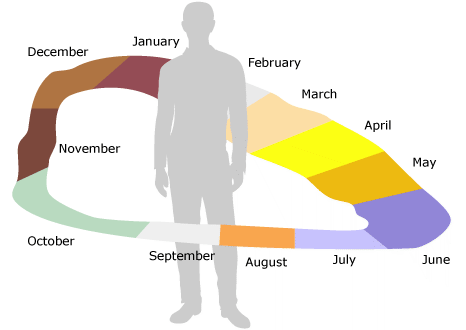 January
February
March
April
May
June
July
August
September
October
November
December